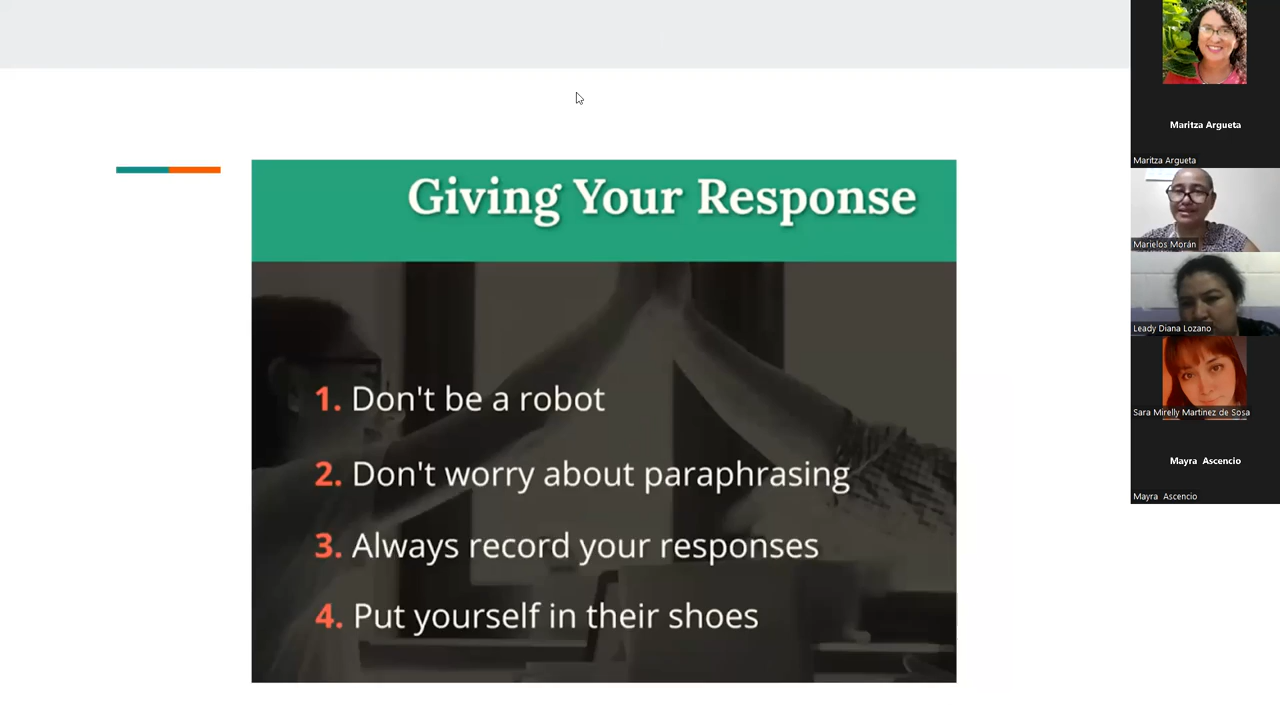 Giving Your Response
1. Don't be a robot
2. Don't worry about paraphrasing
3. Always record your responses
4. Put yourself in their shoes
Maritza Argueta
Maritza Argueta
Marielos Morán
Leady Diana Lozano
Sara Mirelly Martinez de Sosa
Mayra Ascencio
Mayra Ascencio